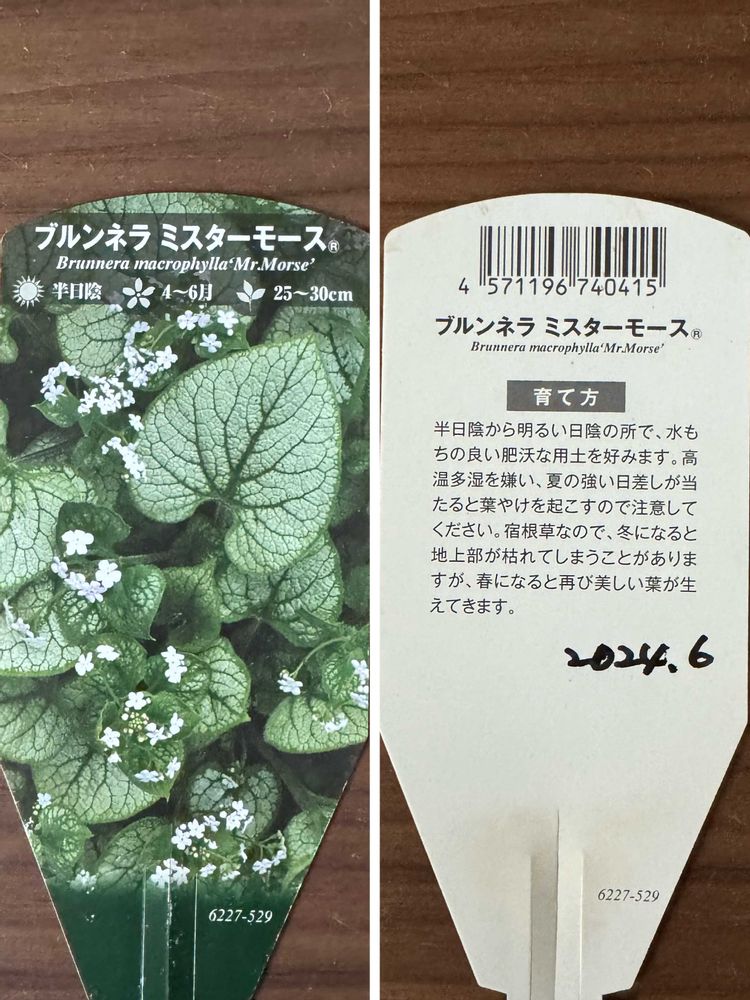 ブルンネラ ミスターモース®
Brunnera macrophylla‘Mr.Morse’
半日陰 4〜6月 25〜30cm
6227-529
4 571196 740415
ブルンネラ ミスターモース®
Brunnera macrophylla‘Mr.Morse’
育て方
半日陰から明るい日陰の所で、水も
ちの良い肥沃な用土を好みます。高
温多湿を嫌い、夏の強い日差しが当
たると葉やけを起こすので注意して
ください。宿根草なので、冬になると
地上部が枯れてしまうことがありま
すが、春になると再び美しい葉が生
えてきます。
2024.6
6227-529